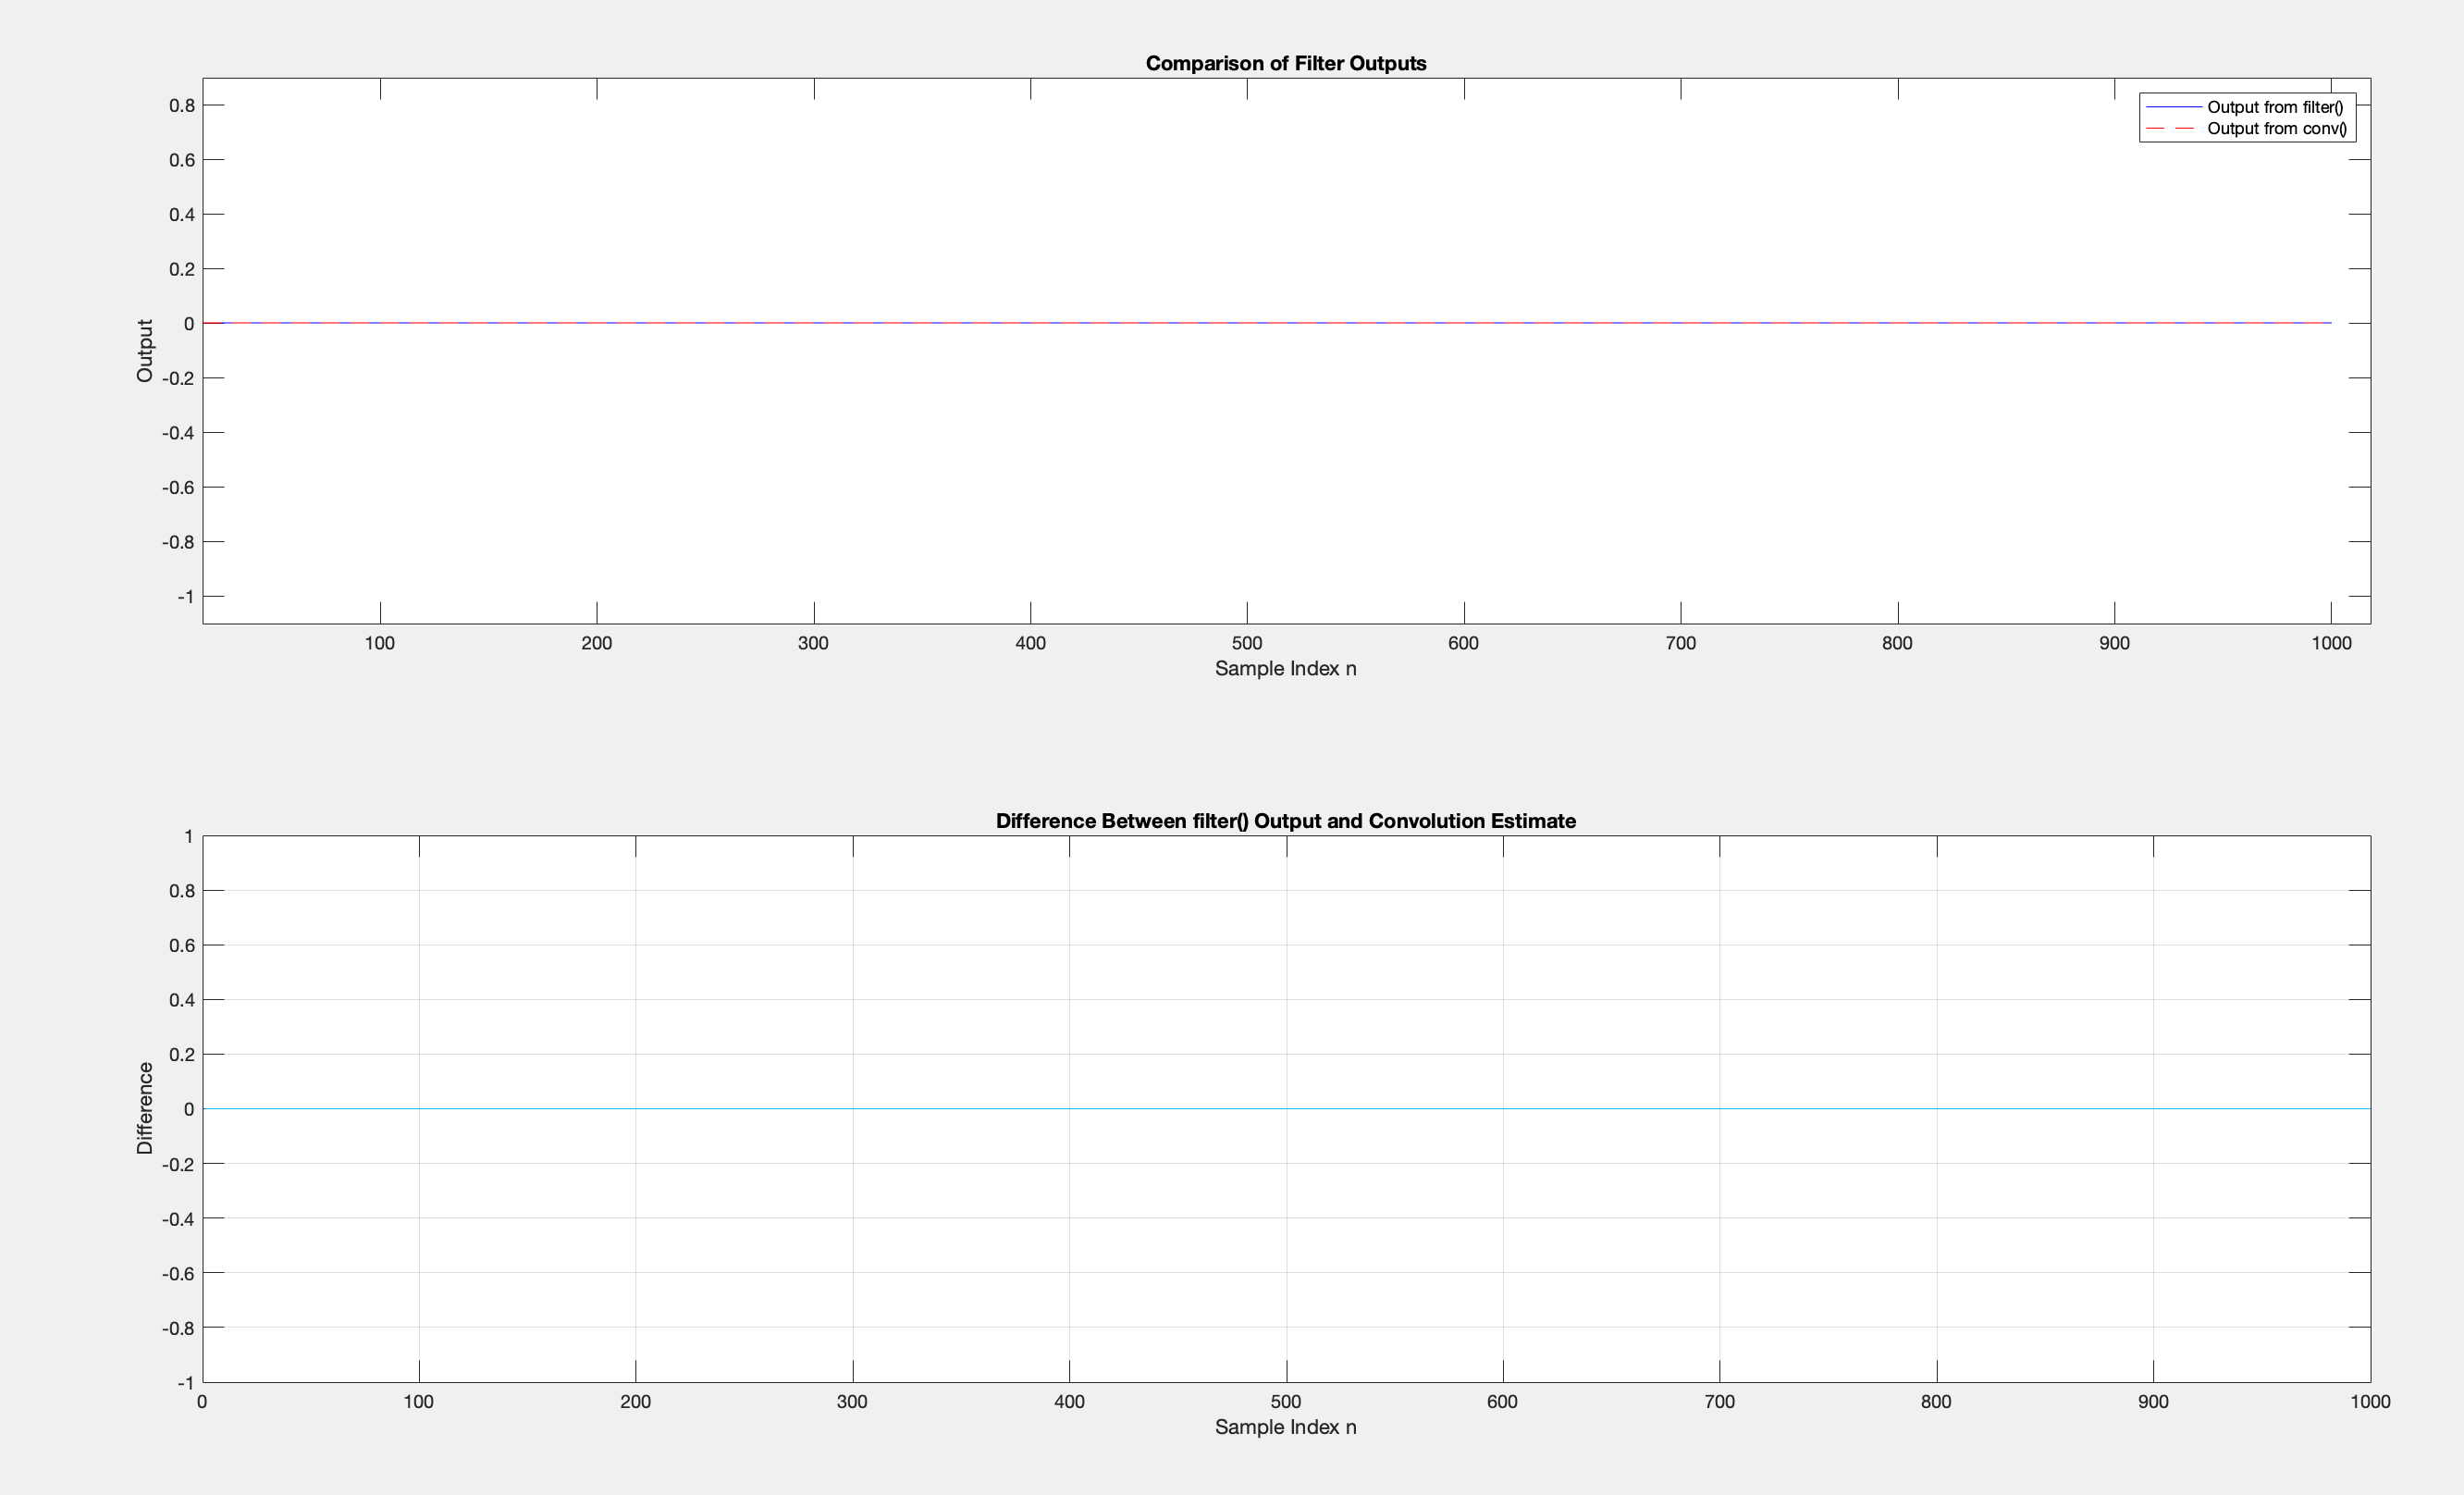 Comparison of Filter Outputs
Output from filter()
Output from conv()
0.8
0.6
0.4
0.2
0
-0.2
-0.4
-0.6
-0.8
-1
Output
100 200 300 400 500 600 700 800 900 1000
Sample Index n
Difference Between filter() Output and Convolution Estimate
1
0.8
0.6
0.4
0.2
0
-0.2
-0.4
-0.6
-0.8
-1
Difference
0 100 200 300 400 500 600 700 800 900 1000
Sample Index n